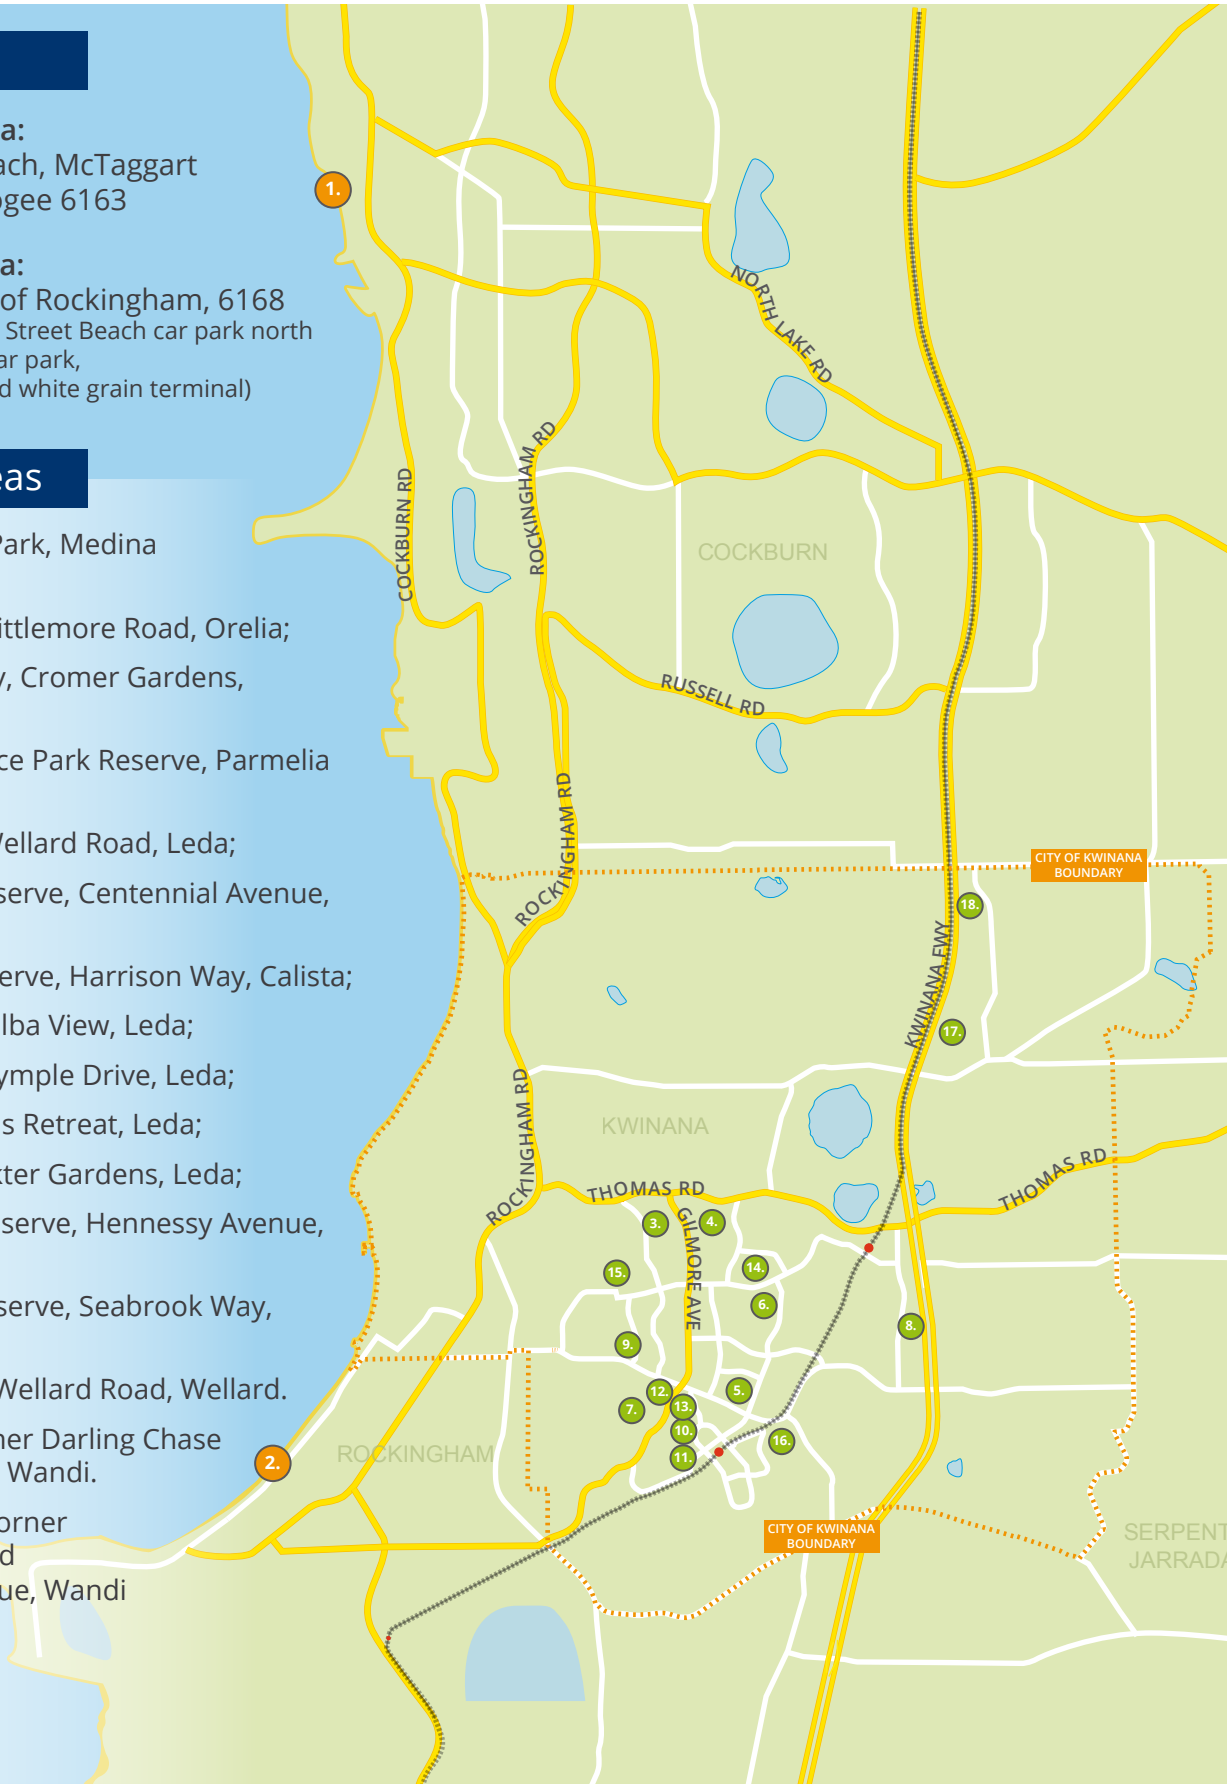 a:
ach, McTaggart
ogee 6163
a:
of Rockingham, 6168
Street Beach car park north
ar park,
d white grain terminal)
eas
Park, Medina
ittlemore Road, Orelia;
y, Cromer Gardens,
ce Park Reserve, Parmelia
Wellard Road, Leda;
serve, Centennial Avenue,
erve, Harrison Way, Calista;
lba View, Leda;
ymple Drive, Leda;
s Retreat, Leda;
xter Gardens, Leda;
eserve, Hennessy Avenue,
serve, Seabrook Way,
Wellard Road, Wellard.
ner Darling Chase
Wandi.
orner
d
ue, Wandi
1.
NORTH LAKE RD
ROCKINGHAM RD
COCKBURN RD
COCKBURN
RUSSELL RD
ROCKINGHAM RD
CITY OF KWINANA
BOUNDARY
ROCKINGHAM
18.
KWINANA FWY
17.
ROCKINGHAM RD
KWINANA
THOMAS RD
THOMAS RD
ROCKINGHAM RD
GILMORE AVE
3.
4.
15.
14.
6.
8.
9.
12.
5.
7.
13.
10.
16.
11.
ROCKINGHAM
2.
CITY OF KWINANA
BOUNDARY
SERPENT
JARRADA